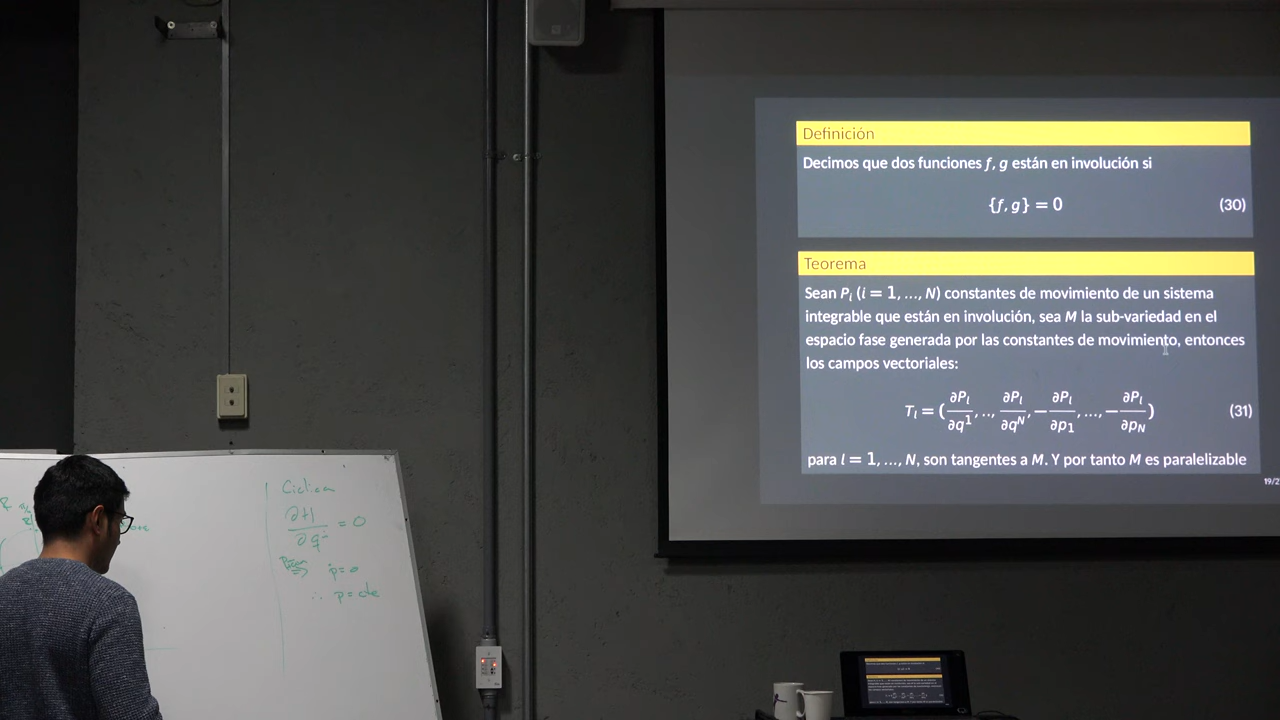 Definición
Decimos que dos funciones f, g están en involución si
{f, g} = 0 (30)
Teorema
Sean P_l (i = 1, ..., N) constantes de movimiento de un sistema
integrable que están en involución, sea M la sub-variedad en el
espacio fase generada por las constantes de movimiento, entonces
los campos vectoriales:
T_l = (∂P_l/∂q^1, .., ∂P_l/∂q^N, −∂P_l/∂p_1, ..., −∂P_l/∂p_N) (31)
para l = 1, ..., N, son tangentes a M. Y por tanto M es paralelizable
19/2
Ciclica
∂H/∂q^i = 0
⇒ ṗ = 0
∴ p = cte